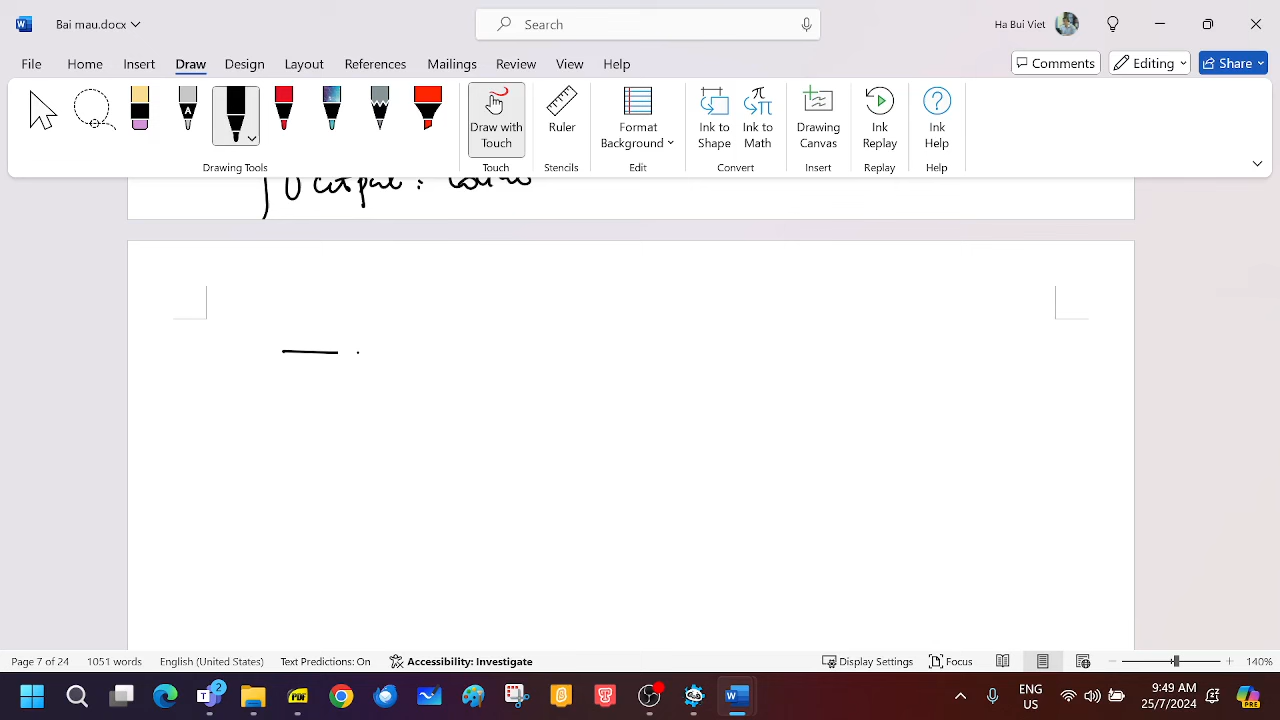 Bai mau.docx
Search
Ha Bui Viet
File Home Insert Draw Design Layout References Mailings Review View Help
Comments Editing Share
A
Draw with Touch
Ruler
Format Background
Ink to Shape
Ink to Math
Drawing Canvas
Ink Replay
Ink Help
Drawing Tools Touch Stencils Edit Convert Insert Replay Help
Page 7 of 24 1051 words English (United States) Text Predictions: On Accessibility: Investigate Display Settings Focus 140%
2 PDF ENG US 9:49 AM 25/7/2024 PRE